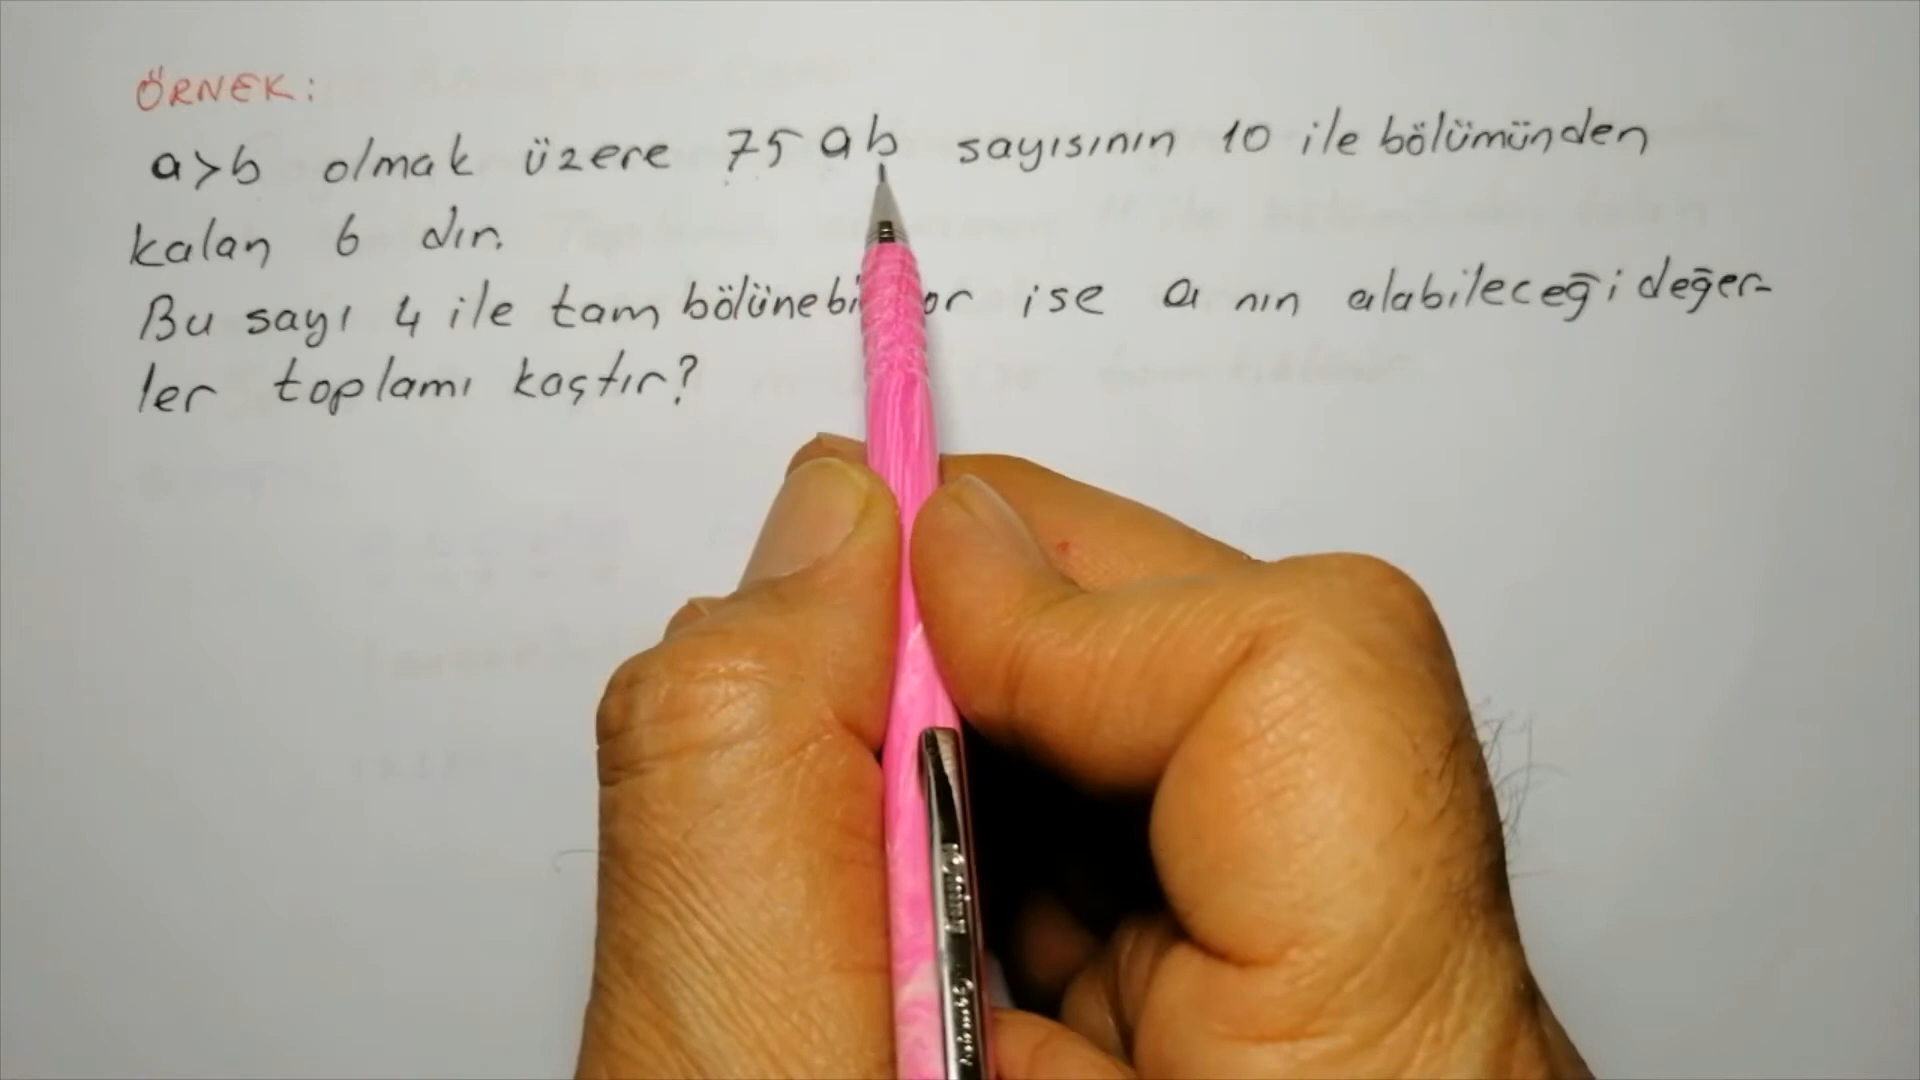 ÖRNEK:
a>b olmak üzere 75ab sayısının 10 ile bölümünden
kalan 6 dır.
Bu sayı 4 ile tam ise a nın alabileceği değer-
ler toplamı kaçtır?